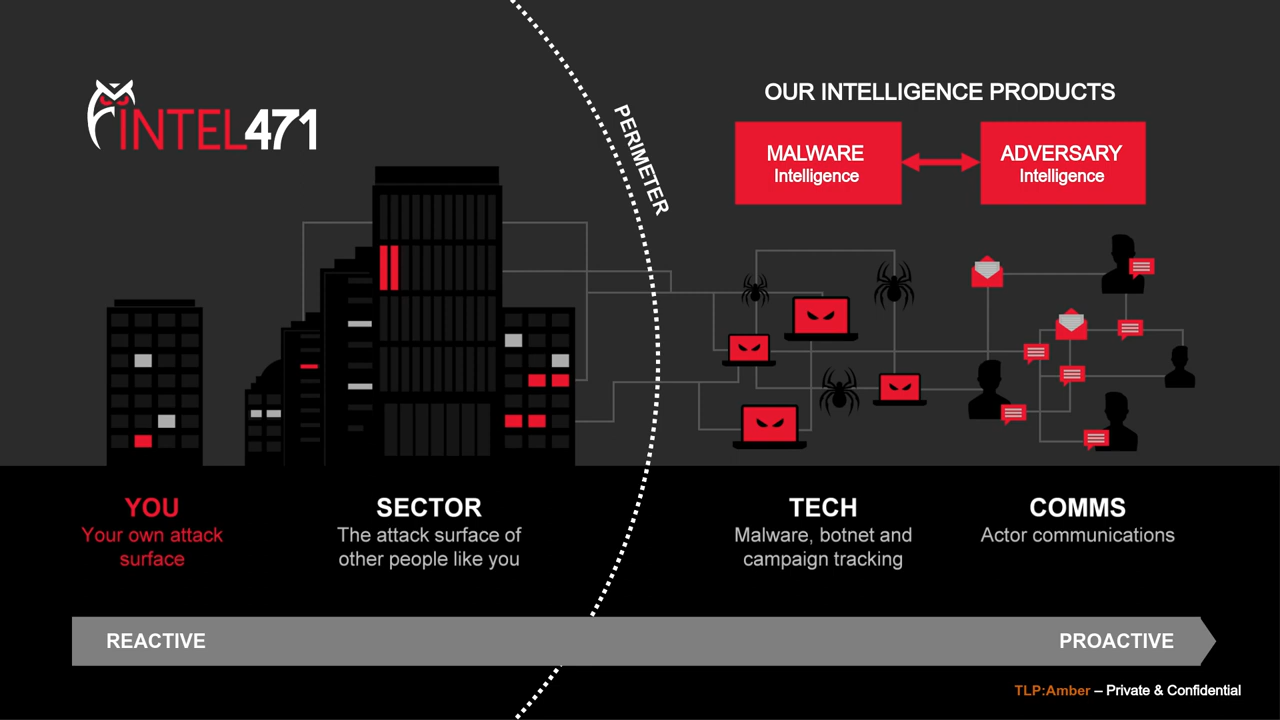 INTEL471
PERIMETER
OUR INTELLIGENCE PRODUCTS
MALWARE
Intelligence
ADVERSARY
Intelligence
YOU
Your own attack
surface
SECTOR
The attack surface of
other people like you
TECH
Malware, botnet and
campaign tracking
COMMS
Actor communications
REACTIVE
PROACTIVE
TLP:Amber – Private & Confidential